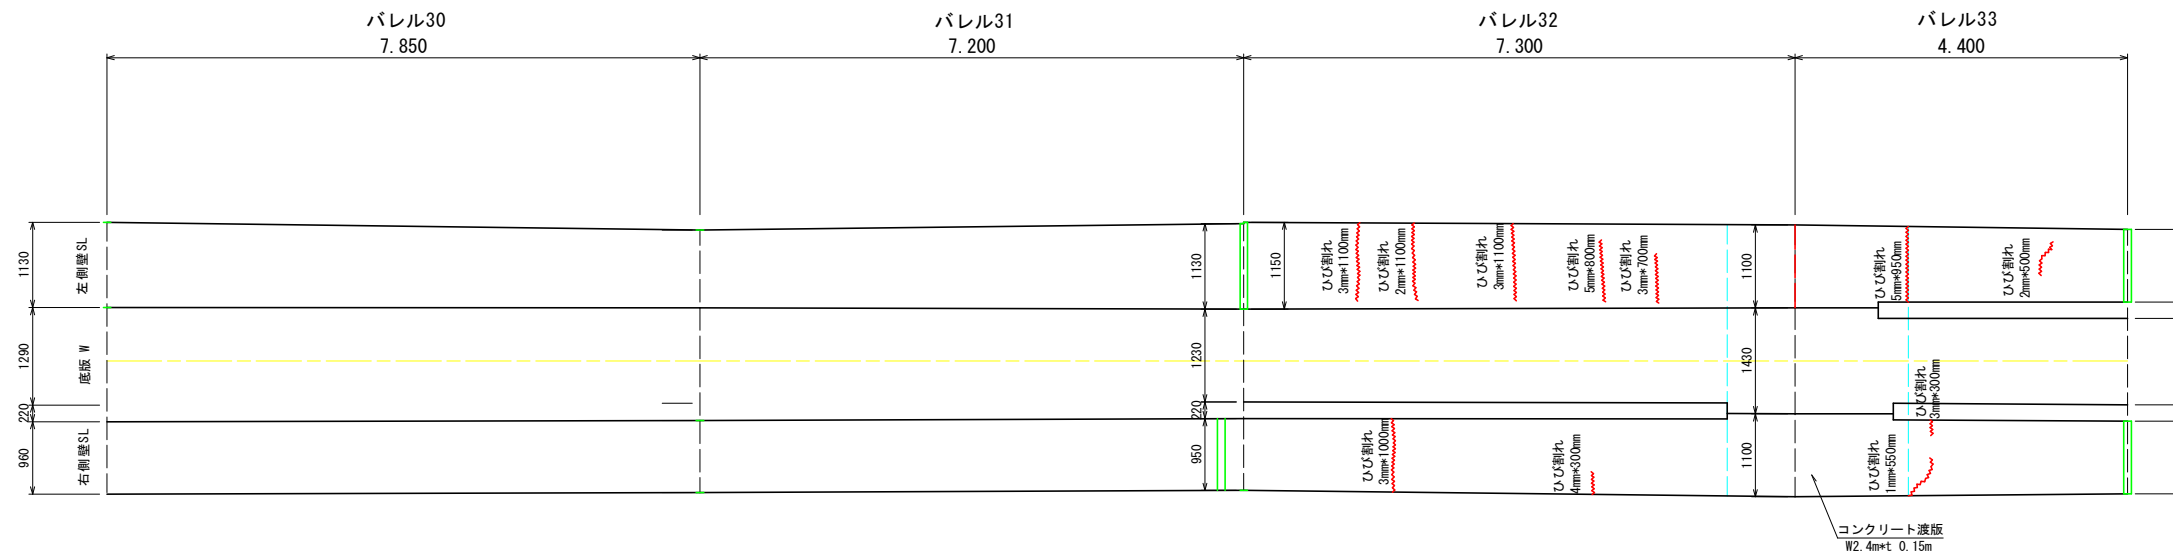 バレル30
7.850
バレル31
7.200
バレル32
7.300
バレル33
4.400
1130
左側壁SL
1290
底版 W
220
960
右側壁SL
1130
1230
220
950
1150
ひび割れ
3mm*1100mm
ひび割れ
2mm*1100mm
ひび割れ
3mm*1100mm
ひび割れ
5mm*800mm
ひび割れ
3mm*700mm
1100
1430
1100
ひび割れ
5mm*950mm
ひび割れ
2mm*500mm
ひび割れ
3mm*300mm
ひび割れ
3mm*1000mm
ひび割れ
4mm*300mm
ひび割れ
1mm*550mm
コンクリート渡版
W2.4m*t 0.15m